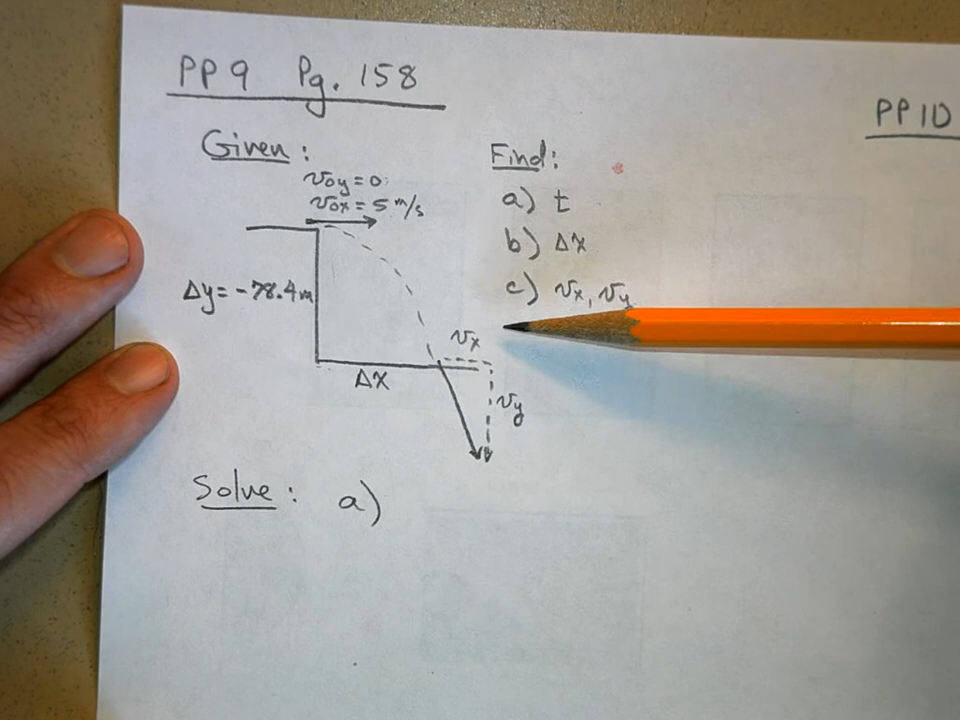 PP 9 Pg. 158
PP 10
Given:
v0y = 0
v0x = 5 m/s
Δy = -78.4m
Δx
vx
vy
Find:
a) t
b) Δx
c) vx, vy
Solve: a)